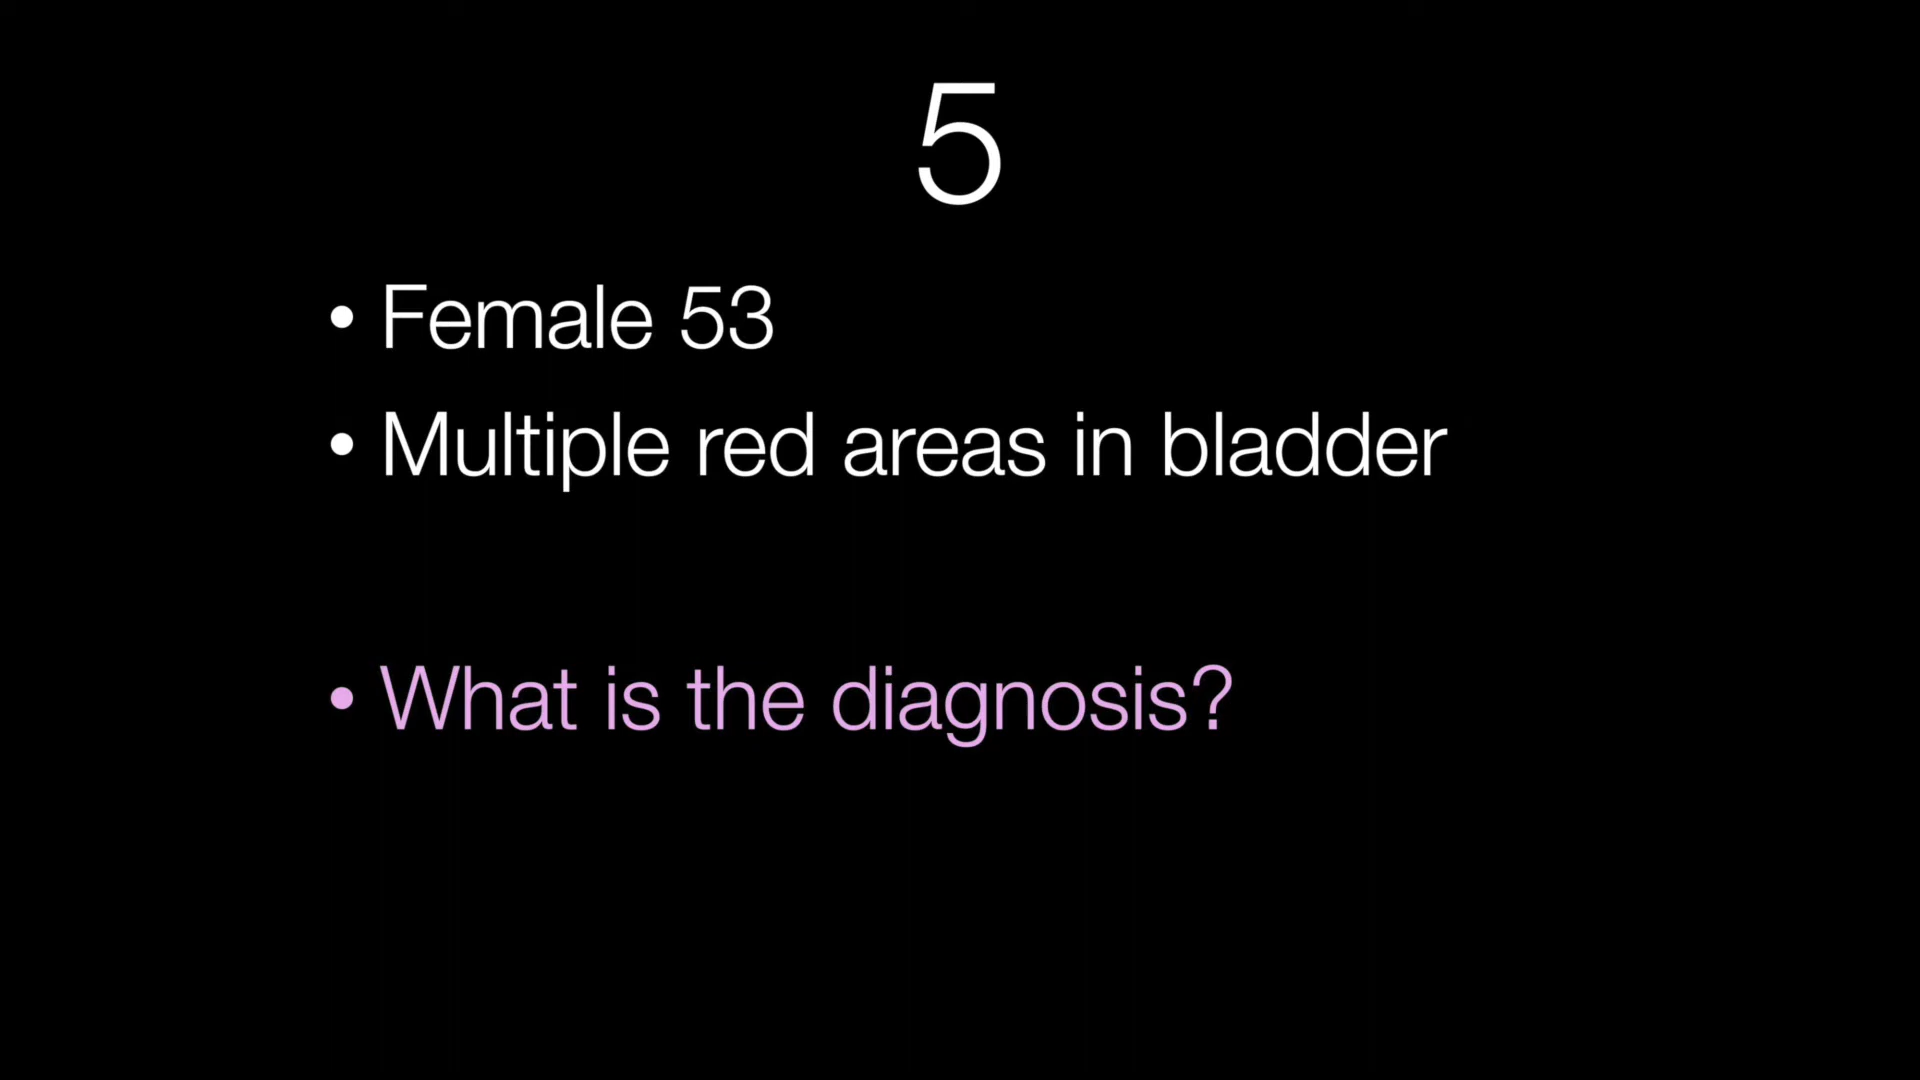 5
• Female 53
• Multiple red areas in bladder
• What is the diagnosis?